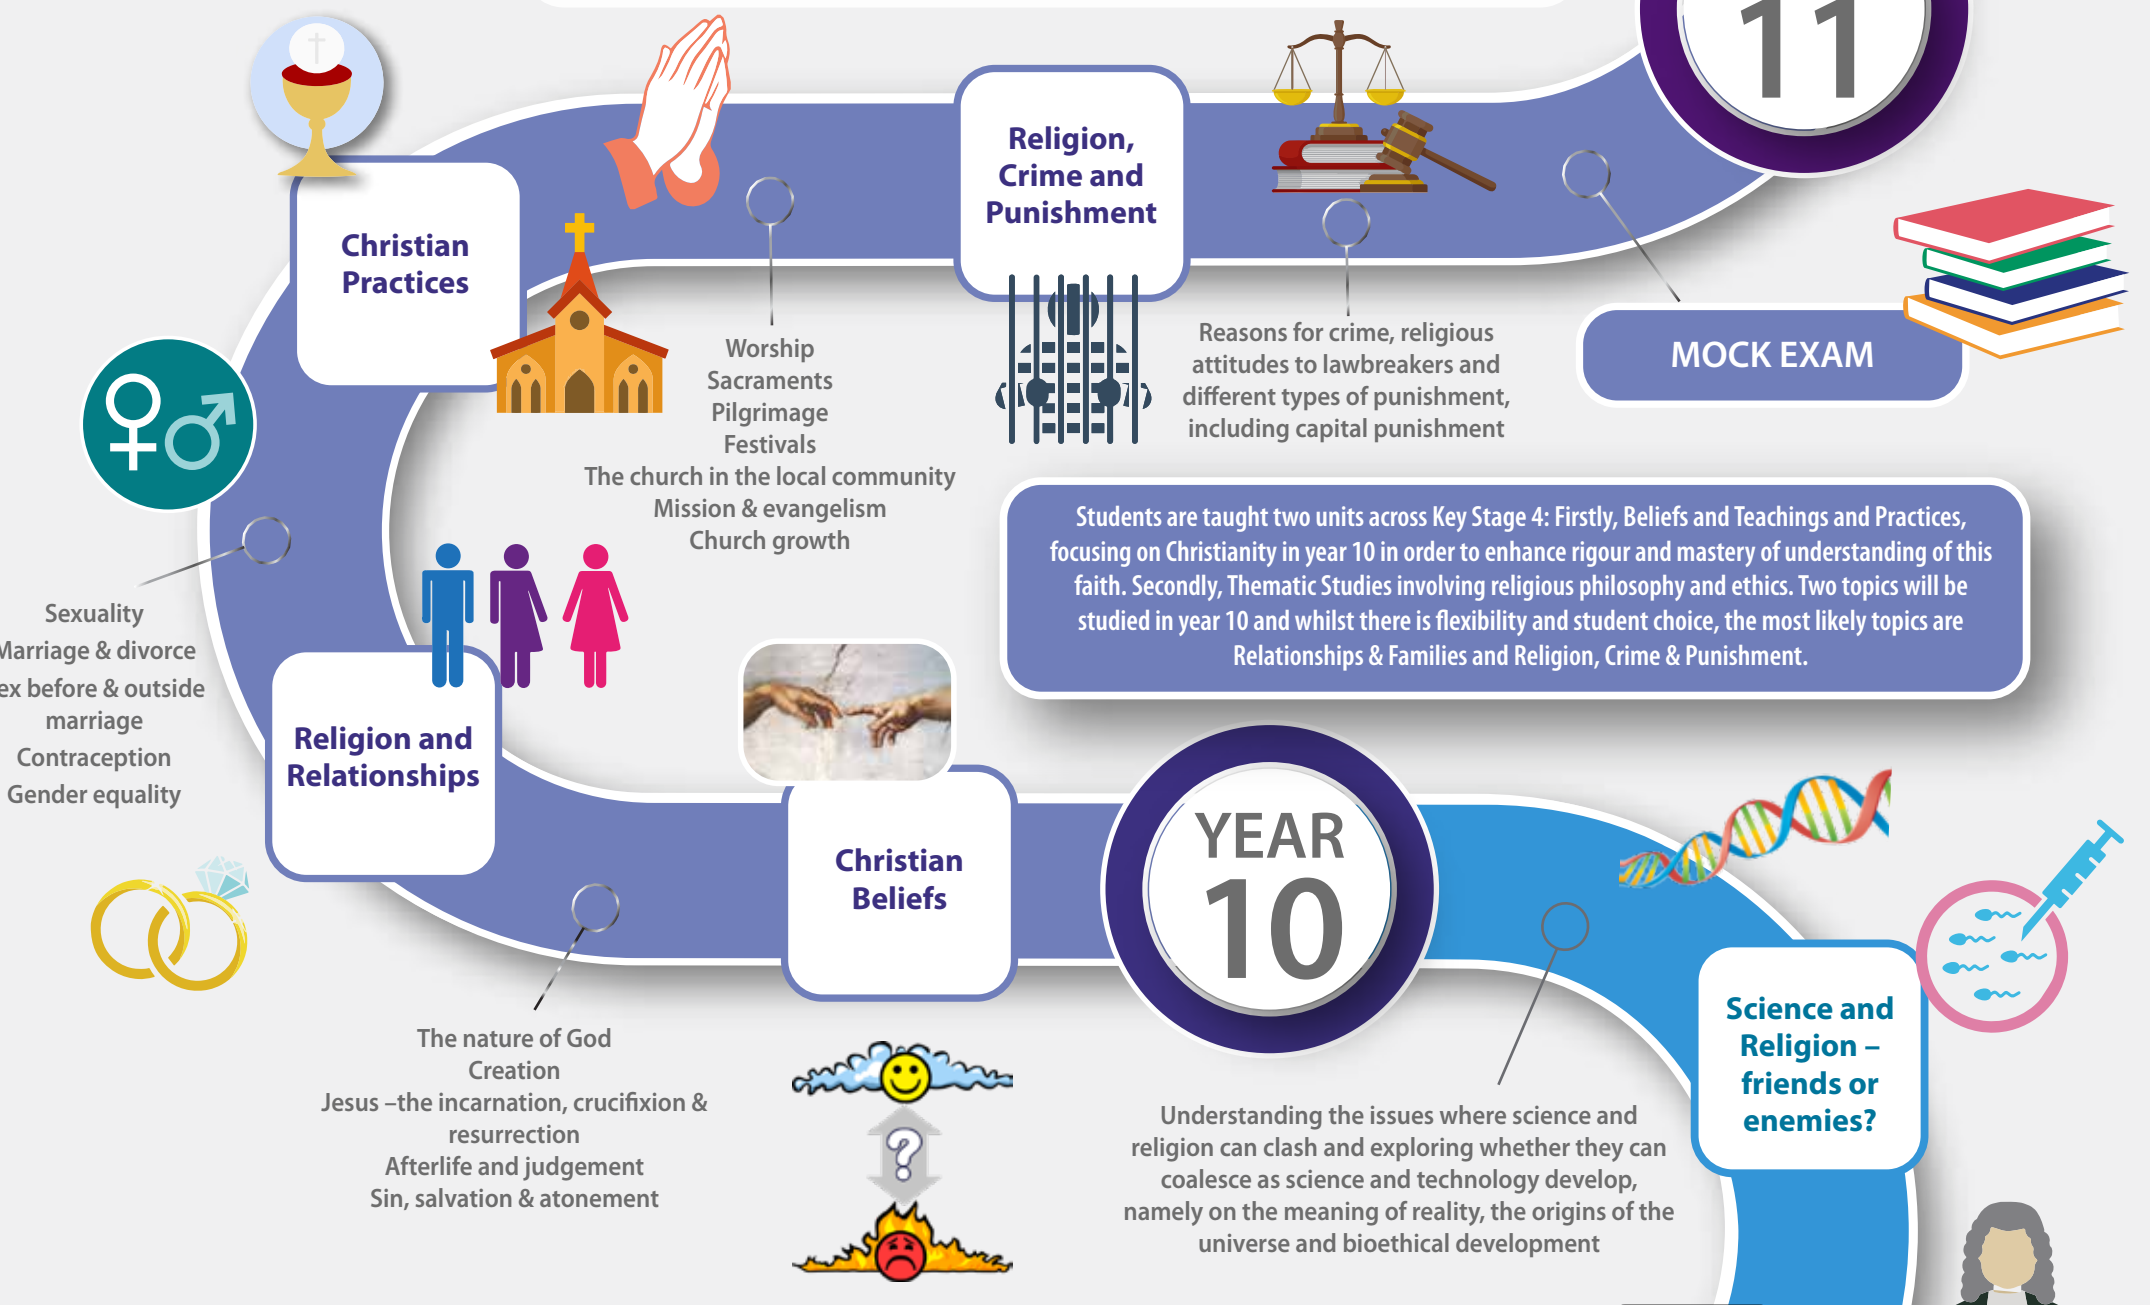 11
Religion,
Crime and
Punishment
Christian
Practices
Worship
Sacraments
Pilgrimage
Festivals
The church in the local community
Mission & evangelism
Church growth
Reasons for crime, religious
attitudes to lawbreakers and
different types of punishment,
including capital punishment
MOCK EXAM
Students are taught two units across Key Stage 4: Firstly, Beliefs and Teachings and Practices,
focusing on Christianity in year 10 in order to enhance rigour and mastery of understanding of this
faith. Secondly, Thematic Studies involving religious philosophy and ethics. Two topics will be
studied in year 10 and whilst there is flexibility and student choice, the most likely topics are
Relationships & Families and Religion, Crime & Punishment.
Sexuality
Marriage & divorce
ex before & outside
marriage
Contraception
Gender equality
Religion and
Relationships
Christian
Beliefs
YEAR
10
The nature of God
Creation
Jesus –the incarnation, crucifixion &
resurrection
Afterlife and judgement
Sin, salvation & atonement
?
Understanding the issues where science and
religion can clash and exploring whether they can
coalesce as science and technology develop,
namely on the meaning of reality, the origins of the
universe and bioethical development
Science and
Religion –
friends or
enemies?